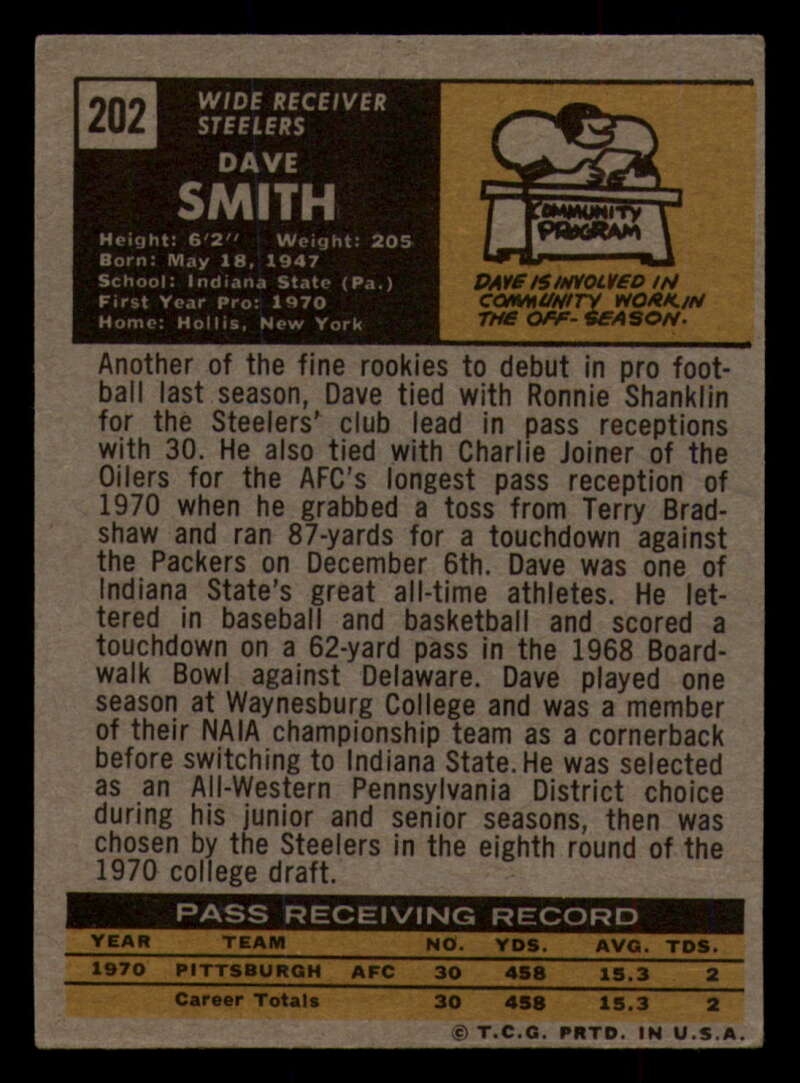 202
WIDE RECEIVER
STEELERS
DAVE
SMITH
Height: 6'2" Weight: 205
Born: May 18, 1947
School: Indiana State (Pa.)
First Year Pro: 1970
Home: Hollis, New York
COMMUNITY
PROGRAM
DAVE IS INVOLVED IN
COMMUNITY WORK IN
THE OFF-SEASON.
Another of the fine rookies to debut in pro foot-
ball last season, Dave tied with Ronnie Shanklin
for the Steelers' club lead in pass receptions
with 30. He also tied with Charlie Joiner of the
Oilers for the AFC's longest pass reception of
1970 when he grabbed a toss from Terry Brad-
shaw and ran 87-yards for a touchdown against
the Packers on December 6th. Dave was one of
Indiana State's great all-time athletes. He let-
tered in baseball and basketball and scored a
touchdown on a 62-yard pass in the 1968 Board-
walk Bowl against Delaware. Dave played one
season at Waynesburg College and was a member
of their NAIA championship team as a cornerback
before switching to Indiana State. He was selected
as an All-Western Pennsylvania District choice
during his junior and senior seasons, then was
chosen by the Steelers in the eighth round of the
1970 college draft.
PASS RECEIVING RECORD
YEAR TEAM NO. YDS. AVG. TDS.
1970 PITTSBURGH AFC 30 458 15.3 2
Career Totals 30 458 15.3 2
© T.C.G. PRTD. IN U.S.A.